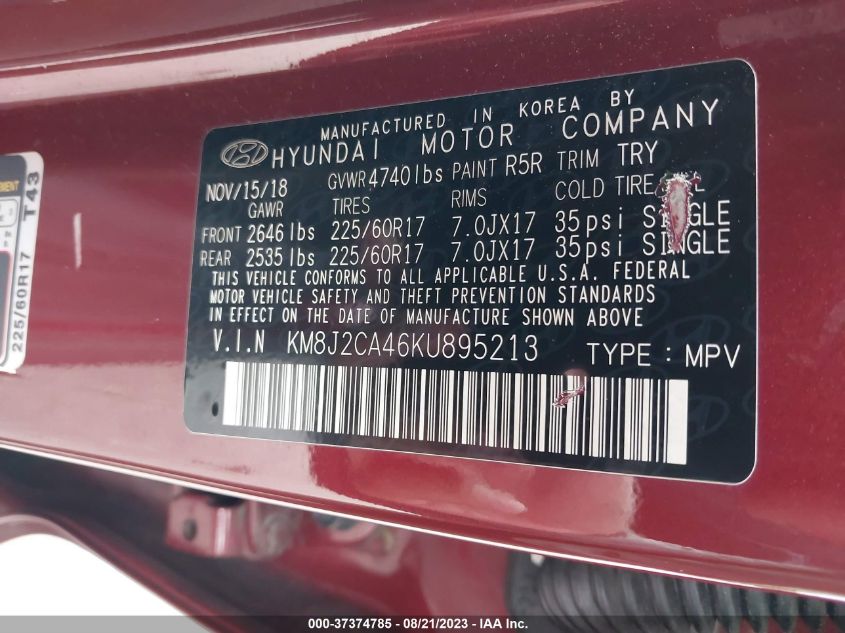 MANUFACTURED IN KOREA BY
HYUNDAI MOTOR COMPANY
NOV/15/18 GVWR 4740 lbs PAINT R5R TRIM TRY
GAWR TIRES RIMS COLD TIRE
FRONT 2646 lbs 225/60R17 7.0JX17 35psi SINGLE
REAR 2535 lbs 225/60R17 7.0JX17 35psi SINGLE
THIS VEHICLE CONFORMS TO ALL APPLICABLE U.S.A. FEDERAL
MOTOR VEHICLE SAFETY AND THEFT PREVENTION STANDARDS
IN EFFECT ON THE DATE OF MANUFACTURE SHOWN ABOVE
V.I.N KM8J2CA46KU895213 TYPE : MPV
T43
225/60R17
000-37374785 - 08/21/2023 - IAA Inc.